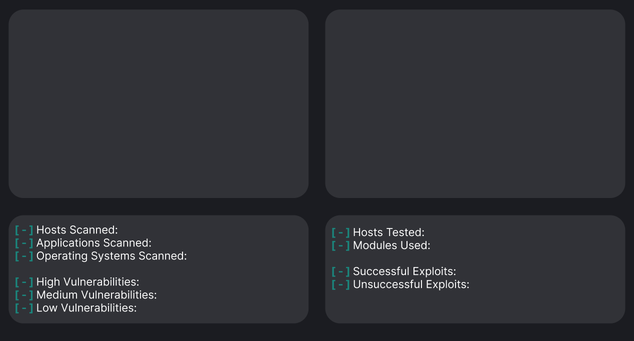 [-] Hosts Scanned:
[-] Applications Scanned:
[-] Operating Systems Scanned:
[-] High Vulnerabilities:
[-] Medium Vulnerabilities:
[-] Low Vulnerabilities:
[-] Hosts Tested:
[-] Modules Used:
[-] Successful Exploits:
[-] Unsuccessful Exploits: